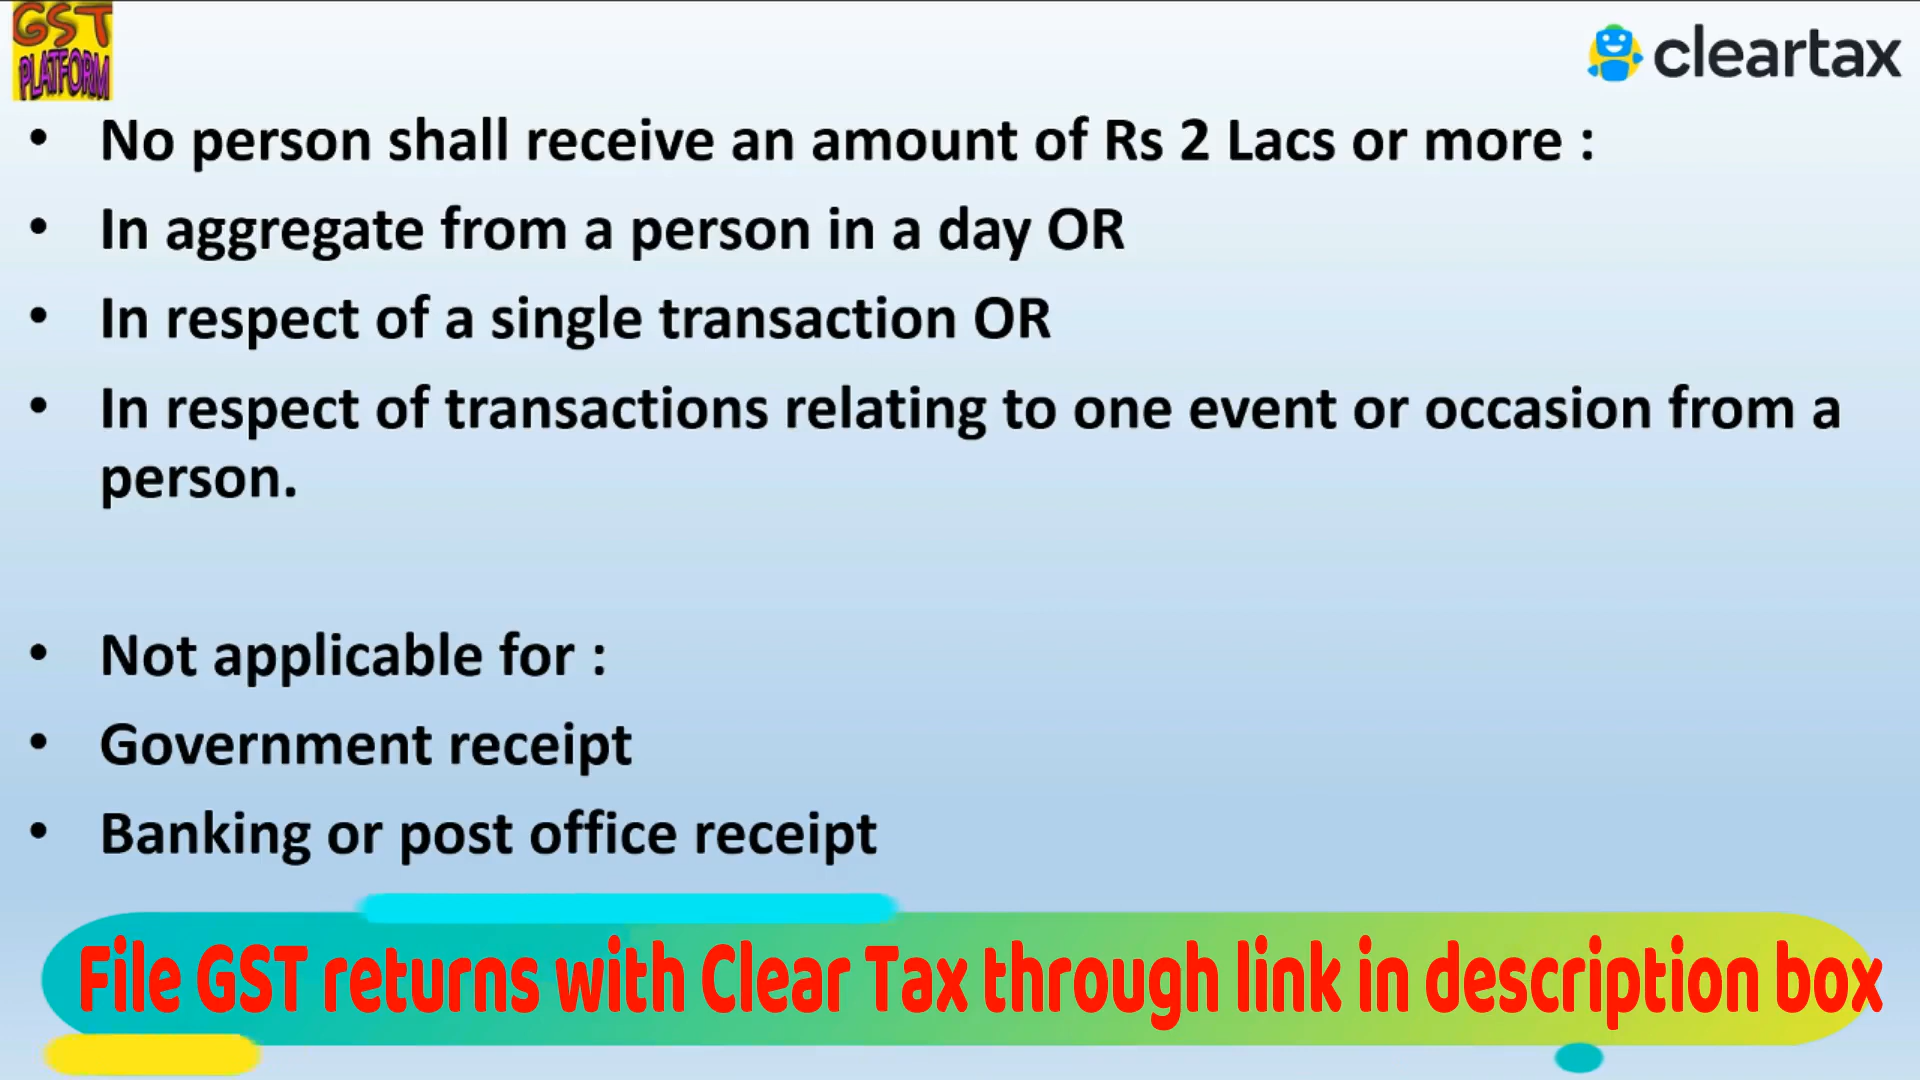 GST
PLATFORM
cleartax
• No person shall receive an amount of Rs 2 Lacs or more :
• In aggregate from a person in a day OR
• In respect of a single transaction OR
• In respect of transactions relating to one event or occasion from a
person.
• Not applicable for :
• Government receipt
• Banking or post office receipt
File GST returns with Clear Tax through link in description box